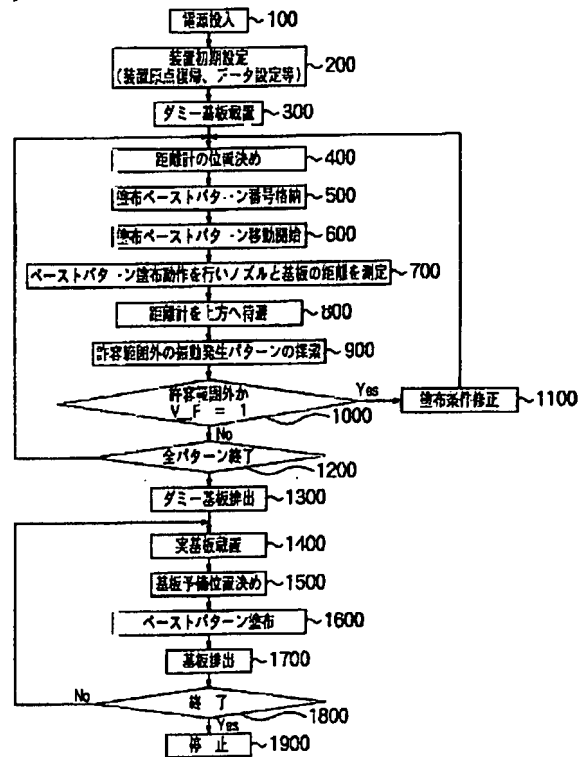 電源投入 100
装置初期設定
(装置原点復帰、データ設定等) 200
ダミー基板載置 300
距離計の位置決め 400
塗布ペーストパターン番号格納 500
塗布ペーストパターン移動開始 600
ペーストパターン塗布動作を行いノズルと基板の距離を測定 700
距離計を上方へ待避 800
許容範囲外の振動発生パターンの探索 900
許容範囲外か Yes
V_F = 1 1000 塗布条件修正 1100
No
全パターン終了 1200
ダミー基板排出 1300
実基板載置 1400
基板予備位置決め 1500
ペーストパターン塗布 1600
基板排出 1700
No 終了 1800
Yes
停止 1900